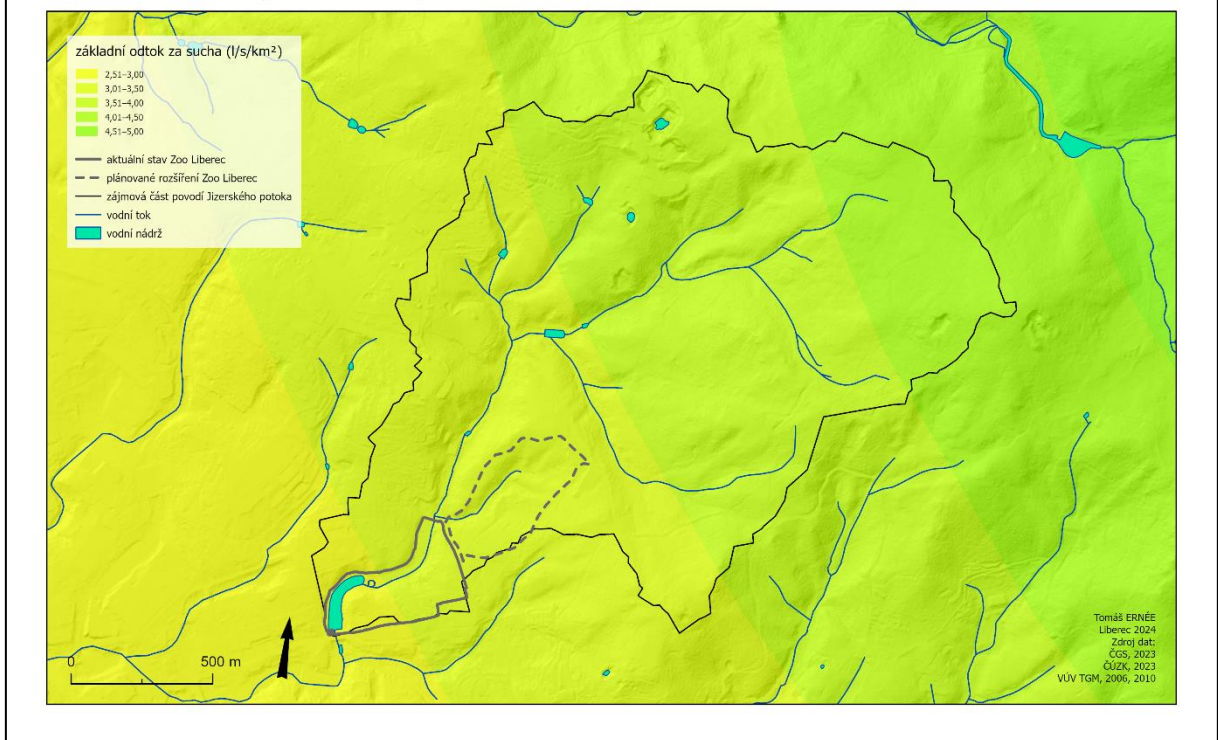 základní odtok za sucha (l/s/km²)
2,51–3,00
3,01–3,50
3,51–4,00
4,01–4,50
4,51–5,00
aktuální stav Zoo Liberec
plánované rozšíření Zoo Liberec
zájmová část povodí Jizerského potoka
vodní tok
vodní nádrž
0 500 m
Tomáš ERNÉE
Liberec 2024
Zdroj dat:
ČGS, 2023
ČÚZK, 2023
VÚV TGM, 2006, 2010